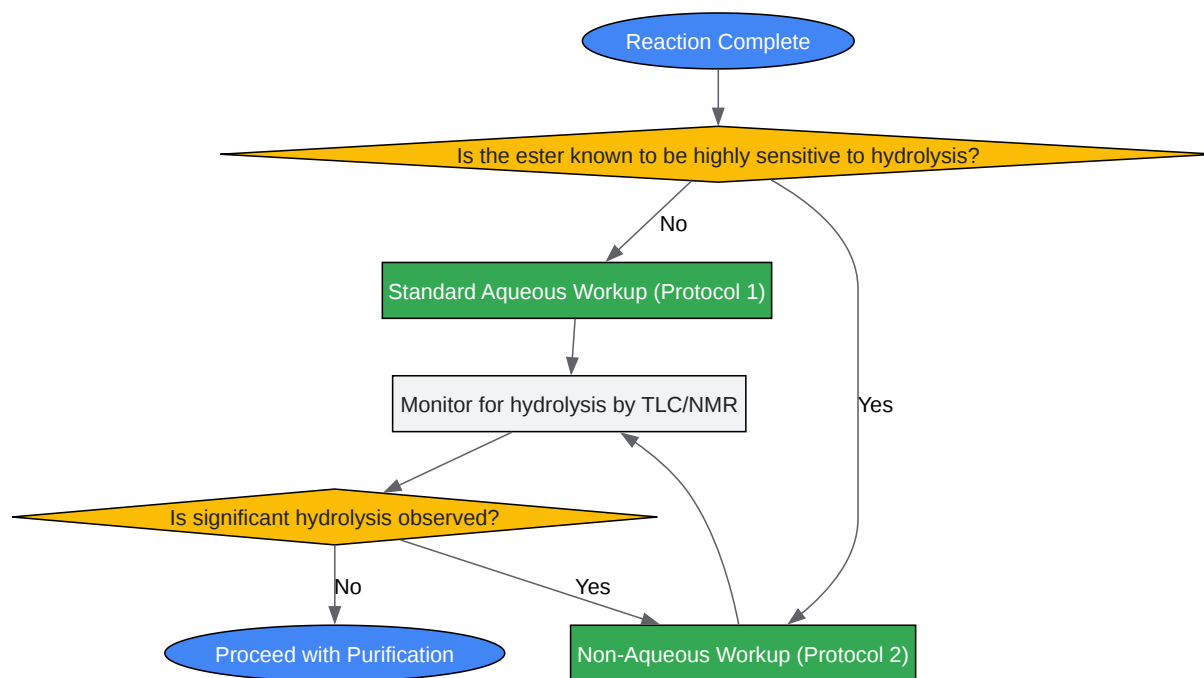 Reaction Complete
Is the ester known to be highly sensitive to hydrolysis?
No
Standard Aqueous Workup (Protocol 1)
Monitor for hydrolysis by TLC/NMR
Yes
Is significant hydrolysis observed?
No
Yes
Proceed with Purification
Non-Aqueous Workup (Protocol 2)